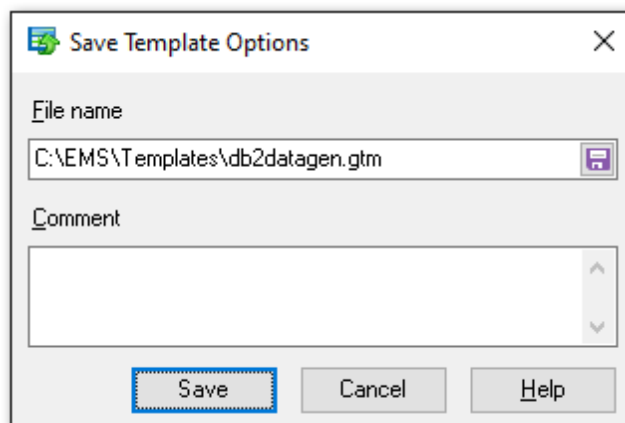 Save Template Options
File name
C:\EMS\Templates\db2datagen.gtm
Comment
Save Cancel Help